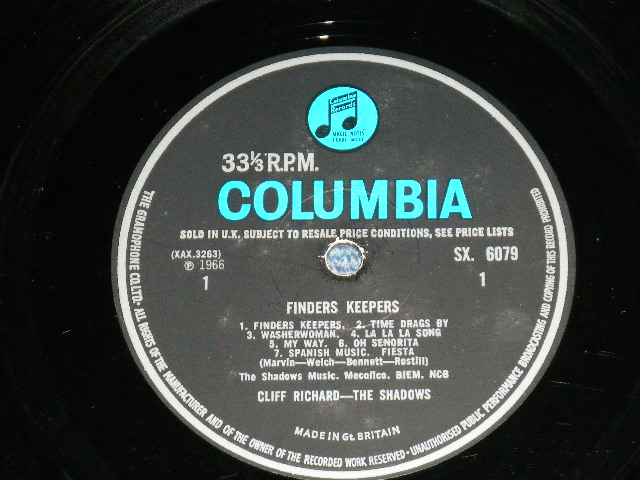 Columbia
Records
MAGIC NOTES
TRADE MARK
33⅓ R.P.M.
COLUMBIA
SOLD IN U.K. SUBJECT TO RESALE PRICE CONDITIONS, SEE PRICE LISTS
(XAX.3263)
Ⓟ 1966
1
SX. 6079
1
FINDERS KEEPERS
1. FINDERS KEEPERS. 2. TIME DRAGS BY
3. WASHERWOMAN. 4. LA LA LA SONG
5. MY WAY. 6. OH SENORITA
7. SPANISH MUSIC. FIESTA
(Marvin—Welch—Bennett—Rostill)
The Shadows Music. Mecolico. BIEM. NCB
CLIFF RICHARD—THE SHADOWS
MADE IN Gt. BRITAIN
THE GRAMOPHONE CO. LTD. ALL RIGHTS OF THE MANUFACTURER AND OF THE OWNER OF THE RECORDED WORK RESERVED · UNAUTHORISED PUBLIC PERFORMANCE BROADCASTING AND COPYING OF THIS RECORD PROHIBITED